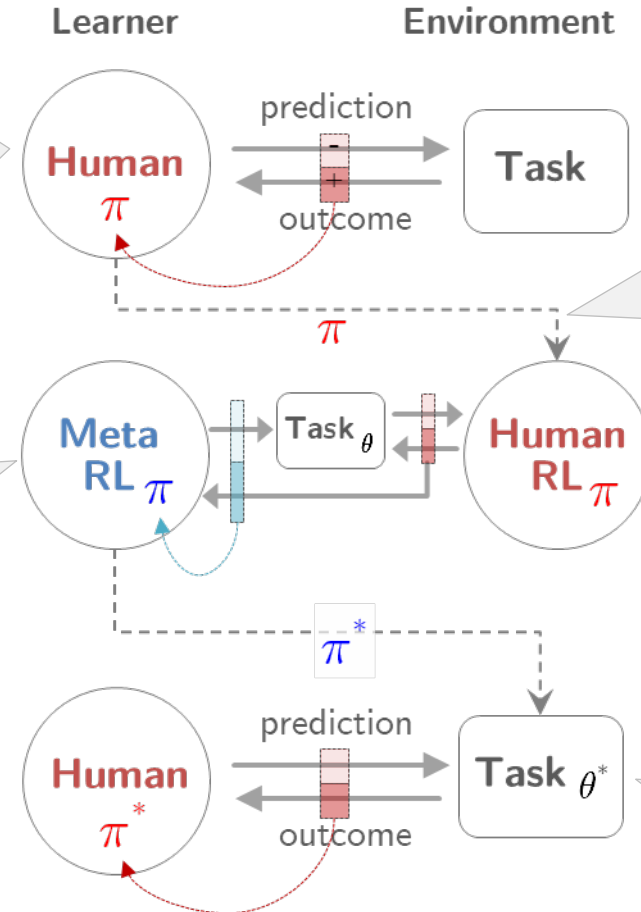 Learner Environment
prediction
-
Human π
+
Task
outcome
π
Meta RL π
Task θ
Human RL π
π*
prediction
Human π*
Task θ*
outcome